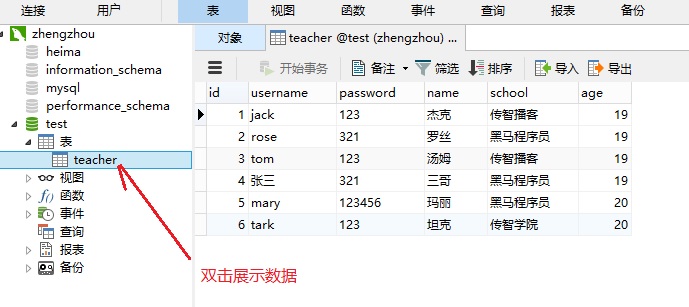 连接 用户 表 视图 函数 事件 查询 报表 备份
zhengzhou
heima
information_schema
mysql
performance_schema
test
表
teacher
视图
函数
事件
查询
报表
备份
对象 teacher @test (zhengzhou) ...
开始事务 备注 筛选 排序 导入 导出
id username password name school age
1 jack 123 杰克 传智播客 19
2 rose 321 罗丝 黑马程序员 19
3 tom 123 汤姆 传智播客 19
4 张三 321 三哥 黑马程序员 19
5 mary 123456 玛丽 黑马程序员 20
6 tark 123 坦克 传智学院 20
双击展示数据